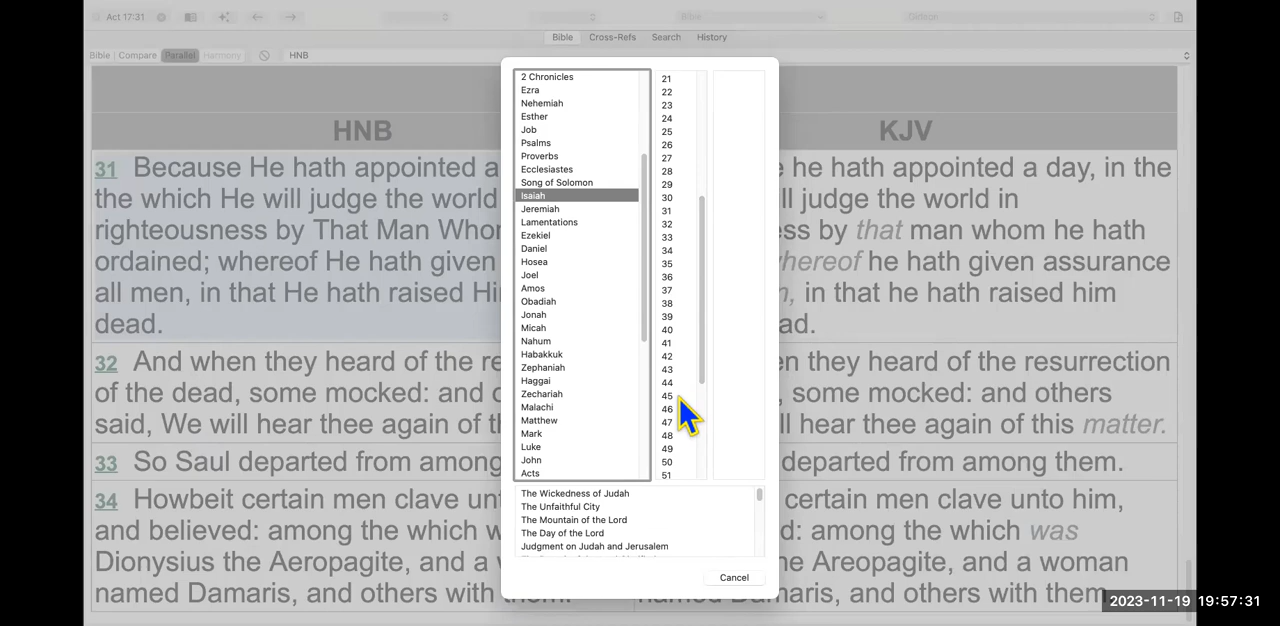 Act 17:31
Bible
Default
Bible Cross-Refs Search History
Bible Compare Parallel Harmony HNB
HNB KJV
31 Because He hath appointed a
the which He will judge the world
righteousness by That Man Who
ordained; whereof He hath given
all men, in that He hath raised Hi
dead.
32 And when they heard of the re
of the dead, some mocked: and o
said, We will hear thee again of t
33 So Saul departed from among
34 Howbeit certain men clave unt
and believed: among the which w
Dionysius the Aeropagite, and a
named Damaris, and others with them.
he hath appointed a day, in the
ll judge the world in
ess by that man whom he hath
whereof he hath given assurance
n, in that he hath raised him
ad.
n they heard of the resurrection
, some mocked: and others
ll hear thee again of this matter.
departed from among them.
certain men clave unto him,
d: among the which was
he Areopagite, and a woman
named Damaris, and others with them
2 Chronicles
Ezra
Nehemiah
Esther
Job
Psalms
Proverbs
Ecclesiastes
Song of Solomon
Isaiah
Jeremiah
Lamentations
Ezekiel
Daniel
Hosea
Joel
Amos
Obadiah
Jonah
Micah
Nahum
Habakkuk
Zephaniah
Haggai
Zechariah
Malachi
Matthew
Mark
Luke
John
Acts
21
22
23
24
25
26
27
28
29
30
31
32
33
34
35
36
37
38
39
40
41
42
43
44
45
46
47
48
49
50
51
The Wickedness of Judah
The Unfaithful City
The Mountain of the Lord
The Day of the Lord
Judgment on Judah and Jerusalem
Cancel
2023-11-19 19:57:31